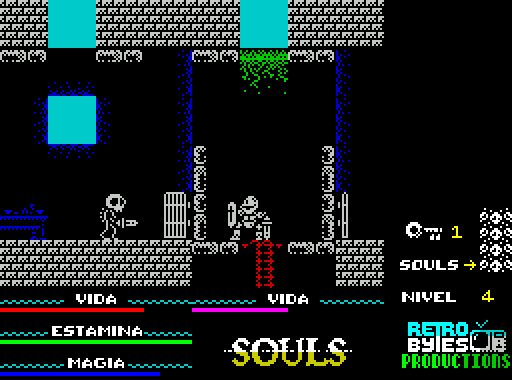 1
SOULS →
NIVEL 4
VIDA
VIDA
ESTAMINA
MAGIA
SOULS
RETRO
BYTES
PRODUCTIONS